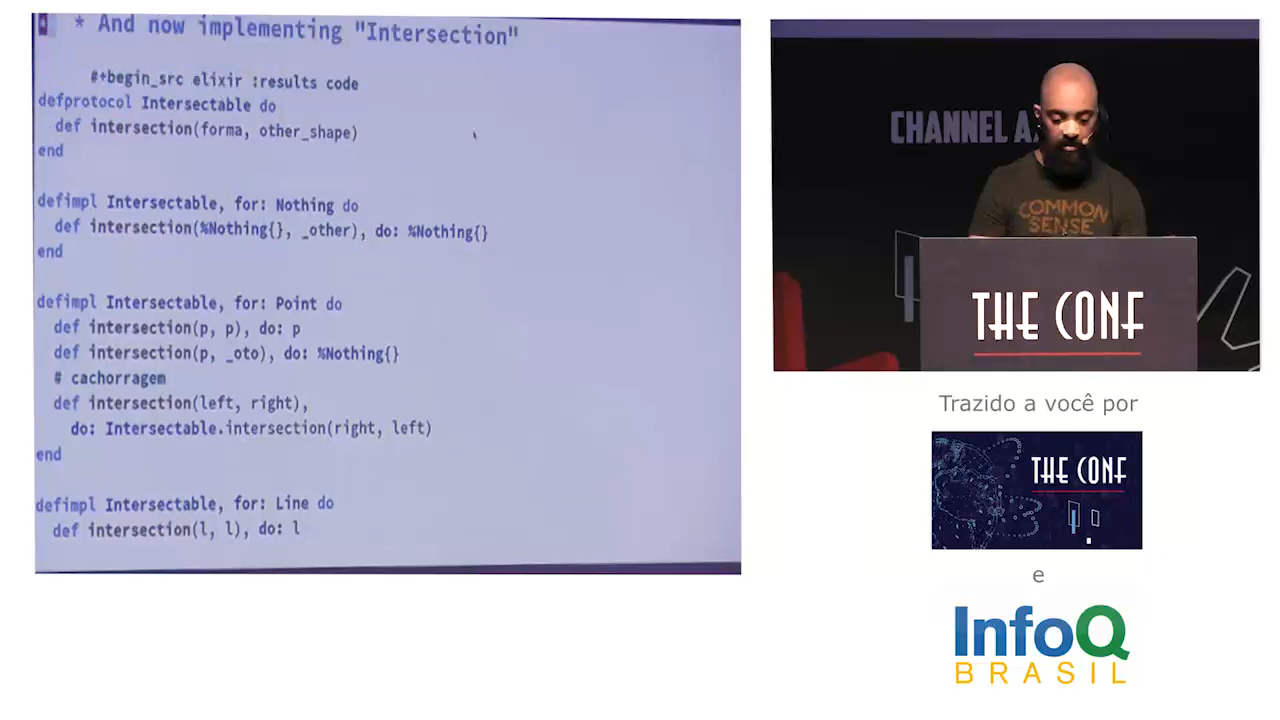 * And now implementing "Intersection"
#+begin_src elixir :results code
defprotocol Intersectable do
def intersection(forma, other_shape)
end
defimpl Intersectable, for: Nothing do
def intersection(%Nothing{}, _other), do: %Nothing{}
end
defimpl Intersectable, for: Point do
def intersection(p, p), do: p
def intersection(p, _oto), do: %Nothing{}
# cachorragem
def intersection(left, right),
do: Intersectable.intersection(right, left)
end
defimpl Intersectable, for: Line do
def intersection(l, l), do: l
CHANNEL
COMMON
SENSE
THE CONF
Trazido a você por
THE CONF
e
InfoQ
BRASIL